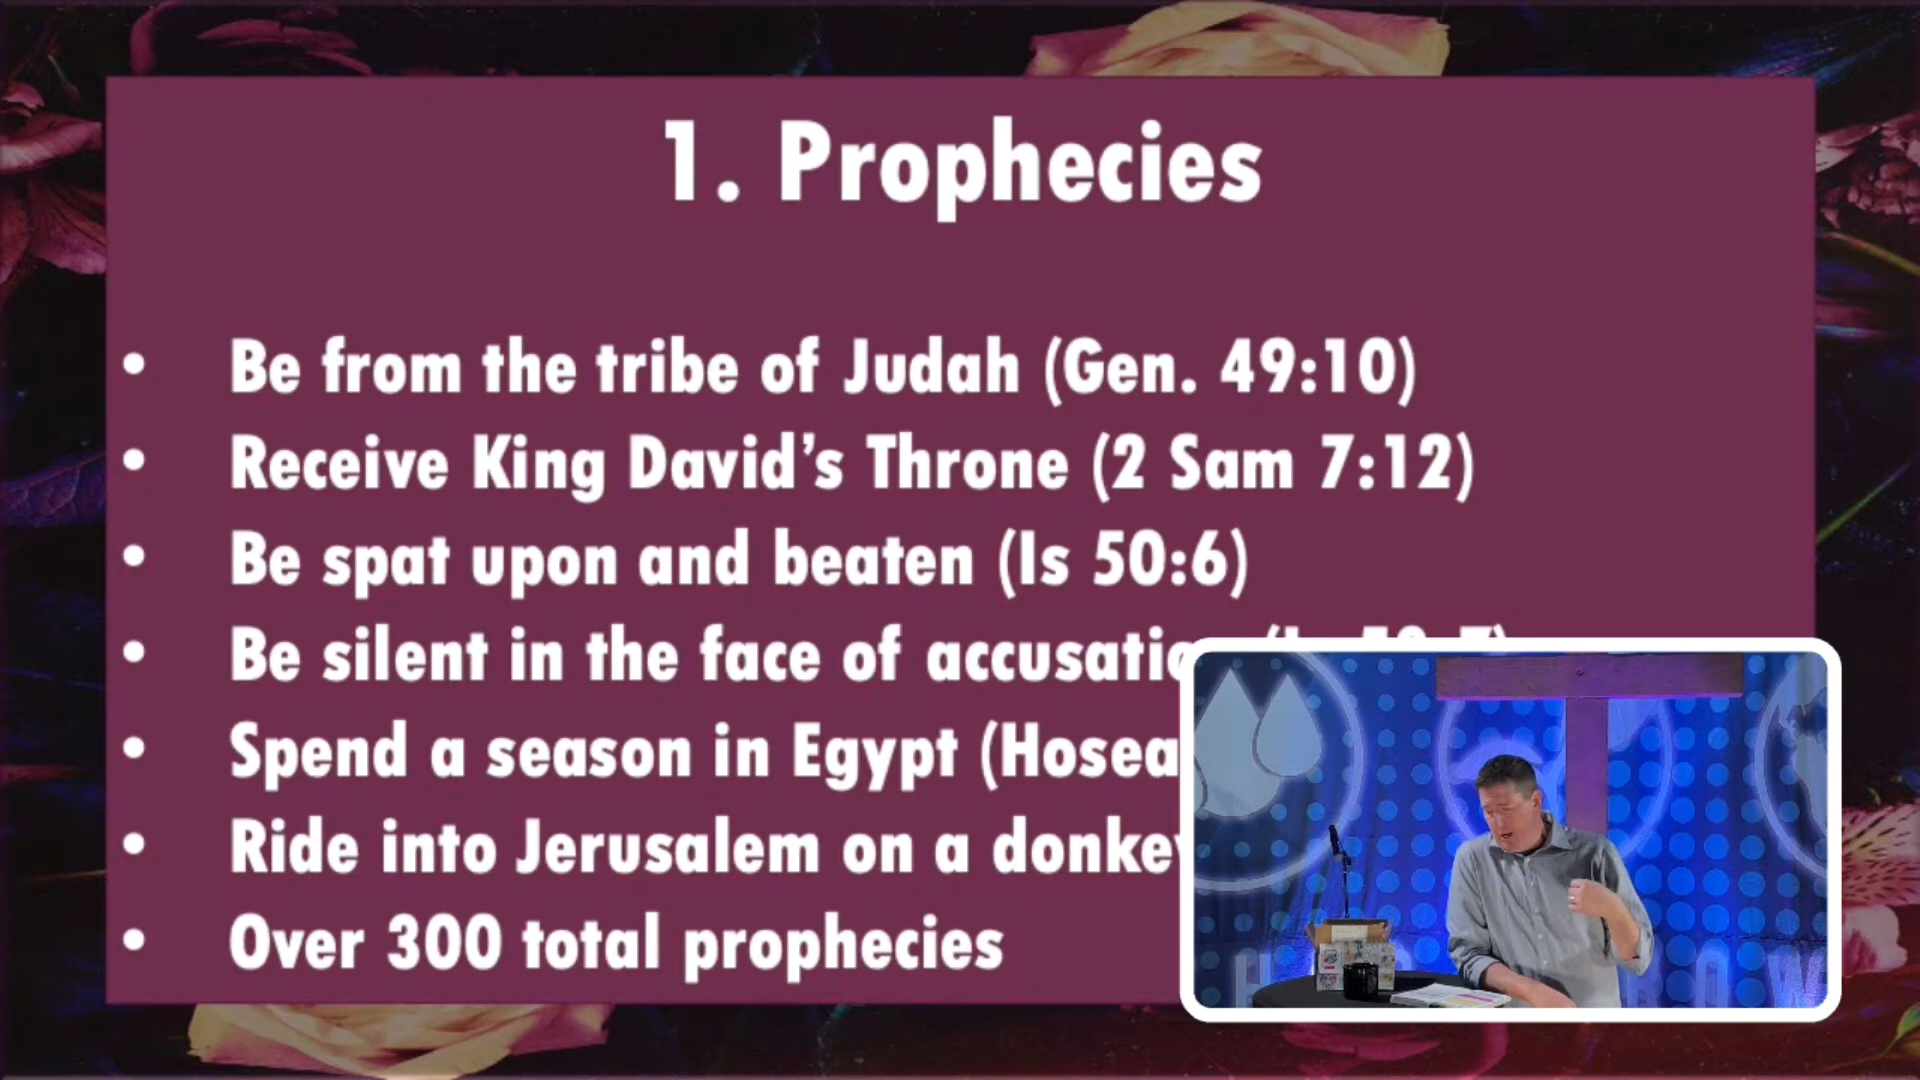 1. Prophecies
• Be from the tribe of Judah (Gen. 49:10)
• Receive King David’s Throne (2 Sam 7:12)
• Be spat upon and beaten (Is 50:6)
• Be silent in the face of
• Spend a season in Egypt (Hosea
• Ride into Jerusalem on a
• Over 300 total prophecies